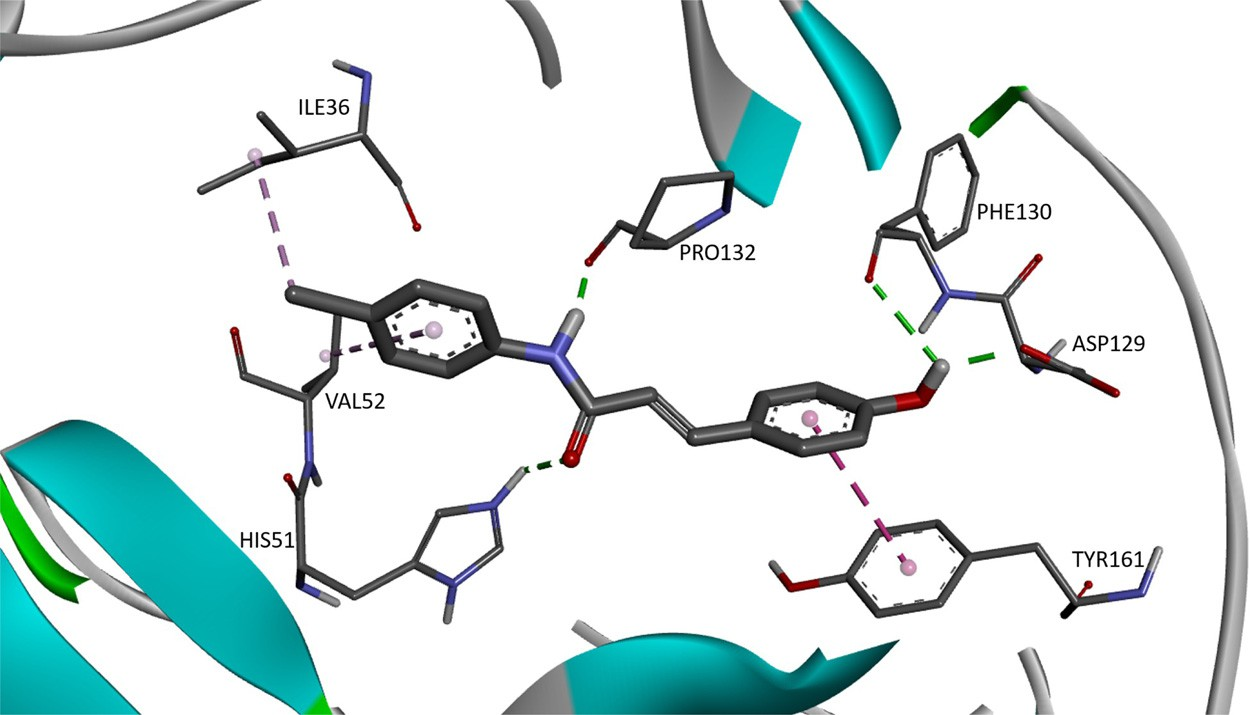 ILE36
PHE130
PRO132
ASP129
VAL52
HIS51
TYR161